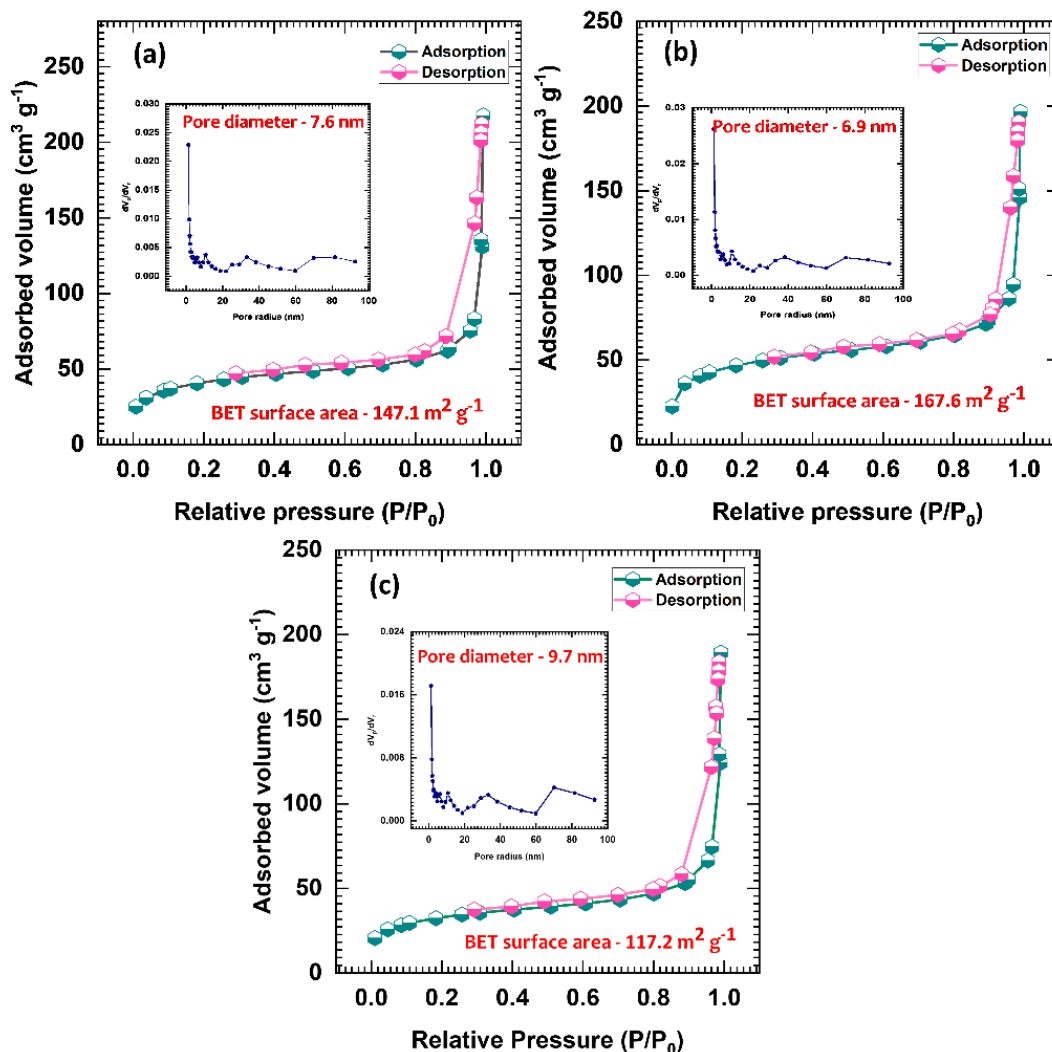 (a)
Adsorption
Desorption
Pore diameter - 7.6 nm
0.030
0.025
0.020
0.015
0.010
0.005
0.000
0 20 40 60 80 100
Pore radius (nm)
BET surface area - 147.1 m² g⁻¹
250
200
150
100
50
0
0.0 0.2 0.4 0.6 0.8 1.0
Adsorbed volume (cm³ g⁻¹)
Relative pressure (P/P₀)
(b)
Adsorption
Desorption
Pore diameter - 6.9 nm
0.03
0.02
0.01
0.00
0 20 40 60 80 100
Pore radius (nm)
BET surface area - 167.6 m² g⁻¹
250
200
150
100
50
0
0.0 0.2 0.4 0.6 0.8 1.0
Adsorbed volume (cm³ g⁻¹)
Relative pressure (P/P₀)
(c)
Adsorption
Desorption
Pore diameter - 9.7 nm
0.024
0.016
0.008
0.000
0 20 40 60 80 100
Pore radius (nm)
BET surface area - 117.2 m² g⁻¹
250
200
150
100
50
0
0.0 0.2 0.4 0.6 0.8 1.0
Adsorbed volume (cm³ g⁻¹)
Relative Pressure (P/P₀)